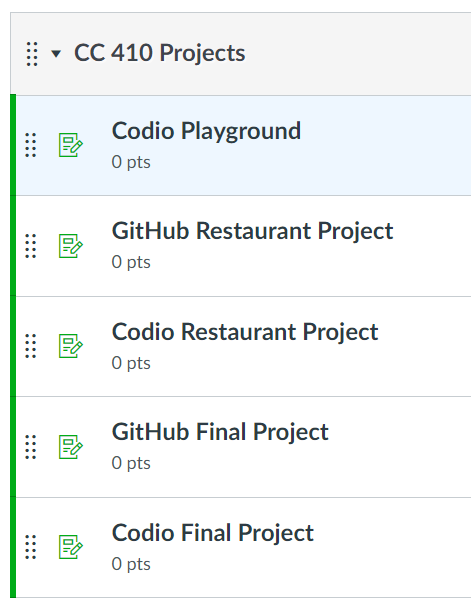 CC 410 Projects
Codio Playground
0 pts
GitHub Restaurant Project
0 pts
Codio Restaurant Project
0 pts
GitHub Final Project
0 pts
Codio Final Project
0 pts